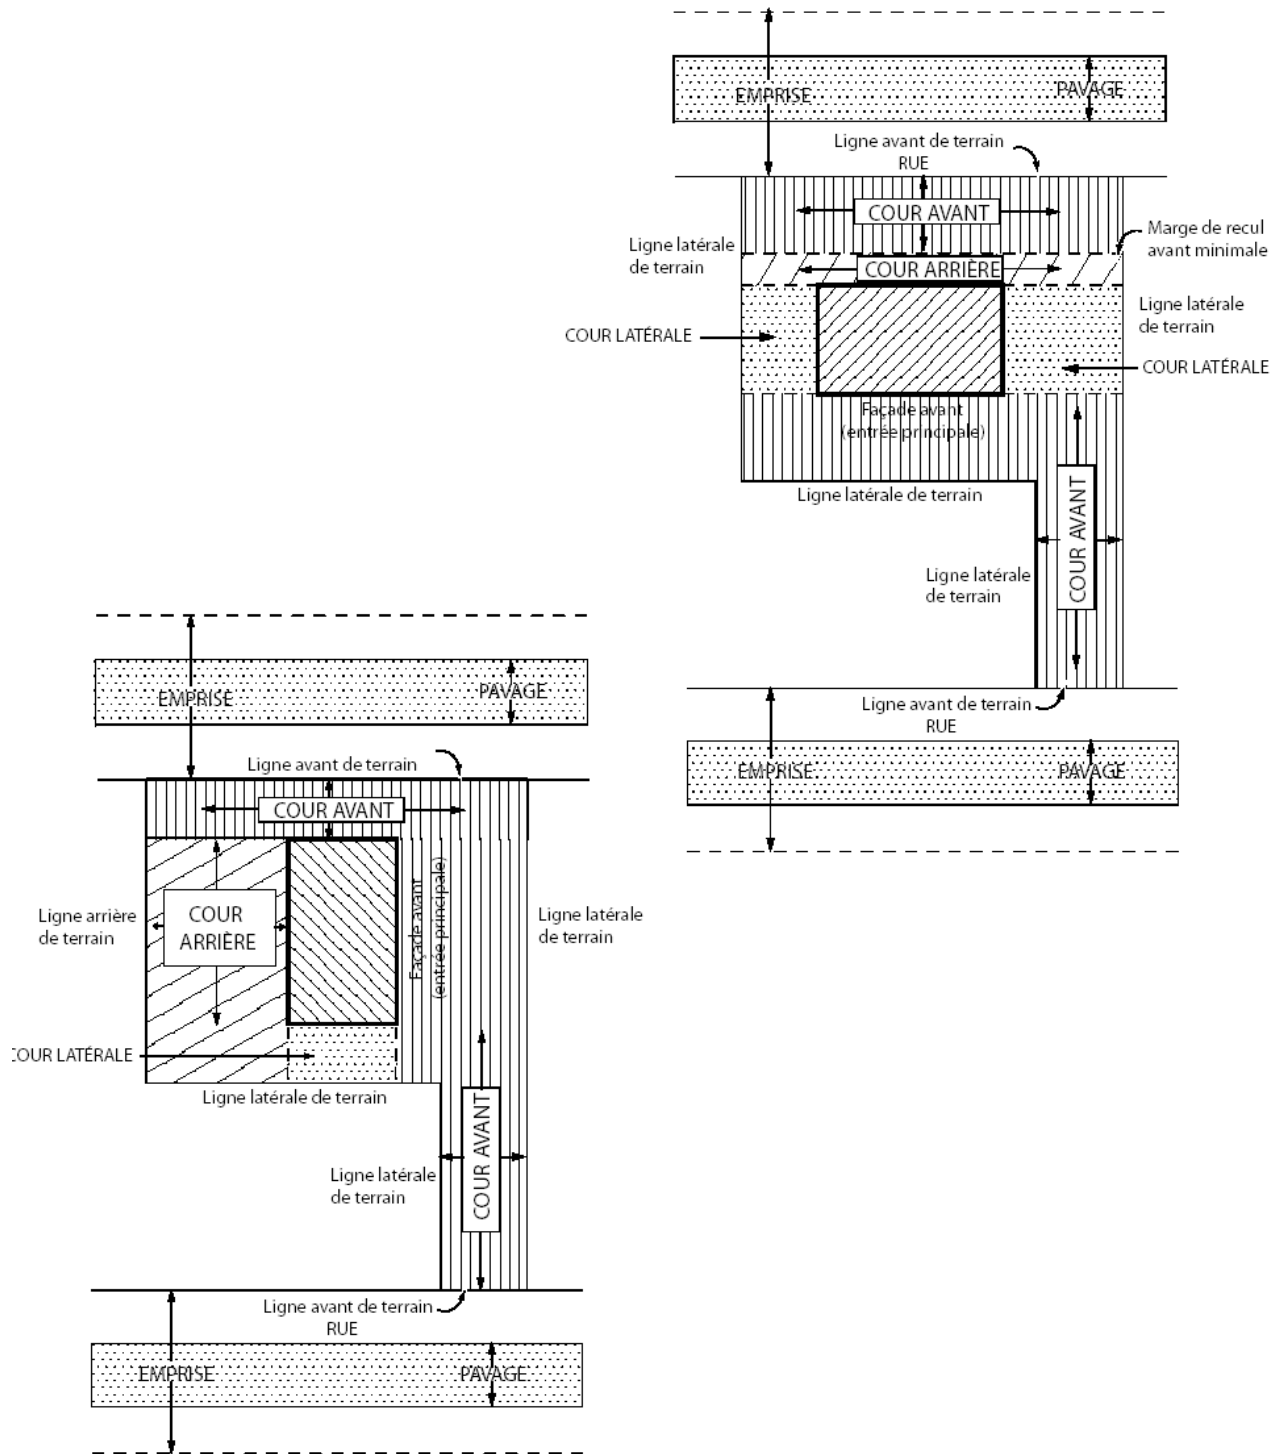 EMPRISE
PAVAGE
Ligne avant de terrain
RUE
COUR AVANT
Ligne latérale
de terrain
Marge de recul
avant minimale
COUR ARRIÈRE
Ligne latérale
de terrain
COUR LATÉRALE
COUR LATÉRALE
Façade avant
(entrée principale)
Ligne latérale de terrain
COUR AVANT
Ligne latérale
de terrain
Ligne avant de terrain
RUE
EMPRISE
PAVAGE
EMPRISE
PAVAGE
Ligne avant de terrain
COUR AVANT
Ligne arrière
de terrain
COUR
ARRIÈRE
Façade avant
(entrée principale)
Ligne latérale
de terrain
COUR LATÉRALE
Ligne latérale de terrain
COUR AVANT
Ligne latérale
de terrain
Ligne avant de terrain
RUE
EMPRISE
PAVAGE